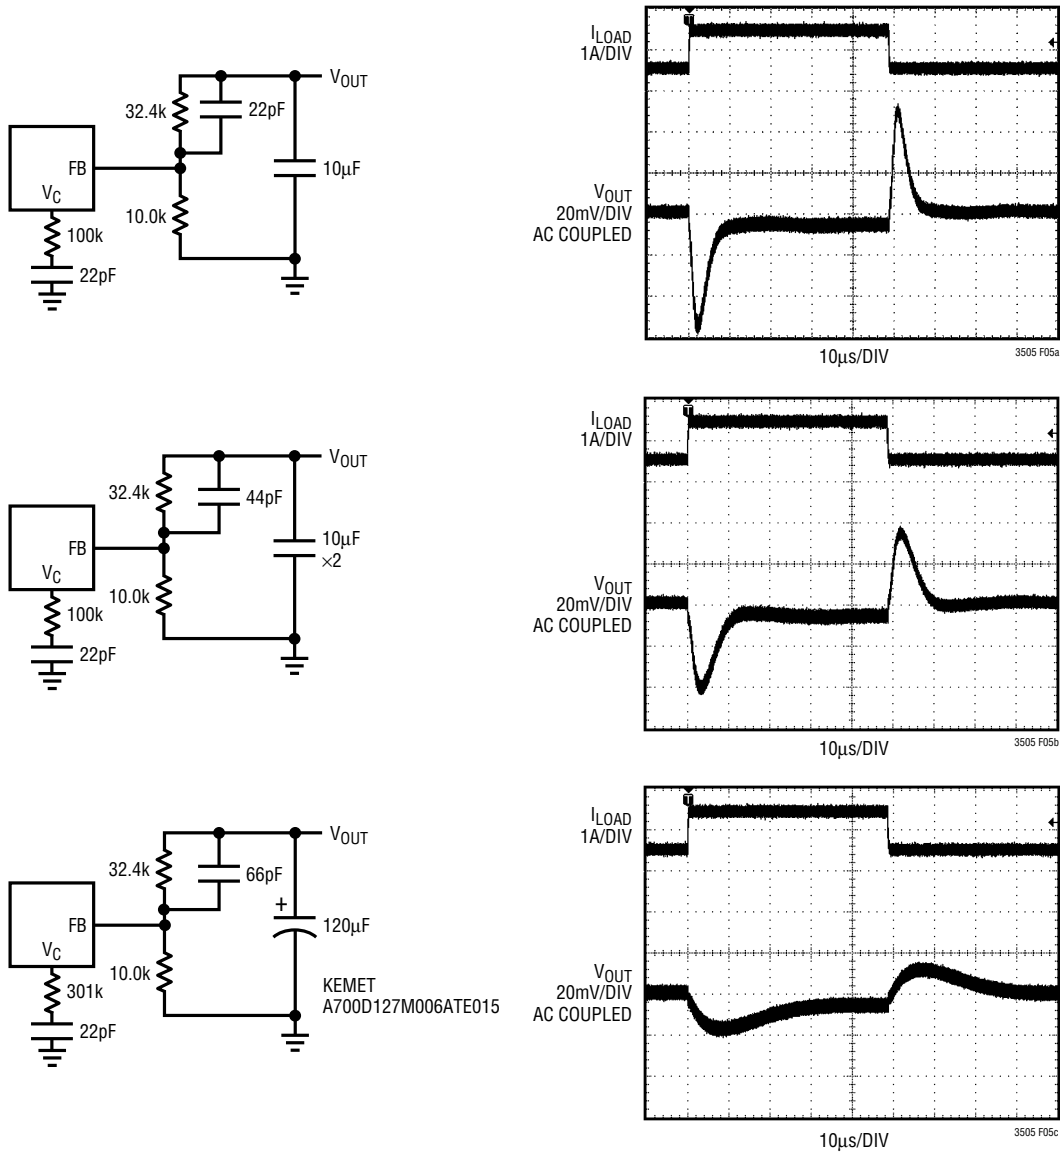 32.4k
22pF
V_OUT
FB
V_C
10µF
10.0k
100k
22pF
I_LOAD
1A/DIV
T
V_OUT
20mV/DIV
AC COUPLED
10µs/DIV
3505 F05a
32.4k
44pF
V_OUT
FB
V_C
10µF
×2
10.0k
100k
22pF
I_LOAD
1A/DIV
T
V_OUT
20mV/DIV
AC COUPLED
10µs/DIV
3505 F05b
32.4k
66pF
V_OUT
FB
V_C
+
120µF
10.0k
301k
22pF
KEMET
A700D127M006ATE015
I_LOAD
1A/DIV
T
V_OUT
20mV/DIV
AC COUPLED
10µs/DIV
3505 F05c